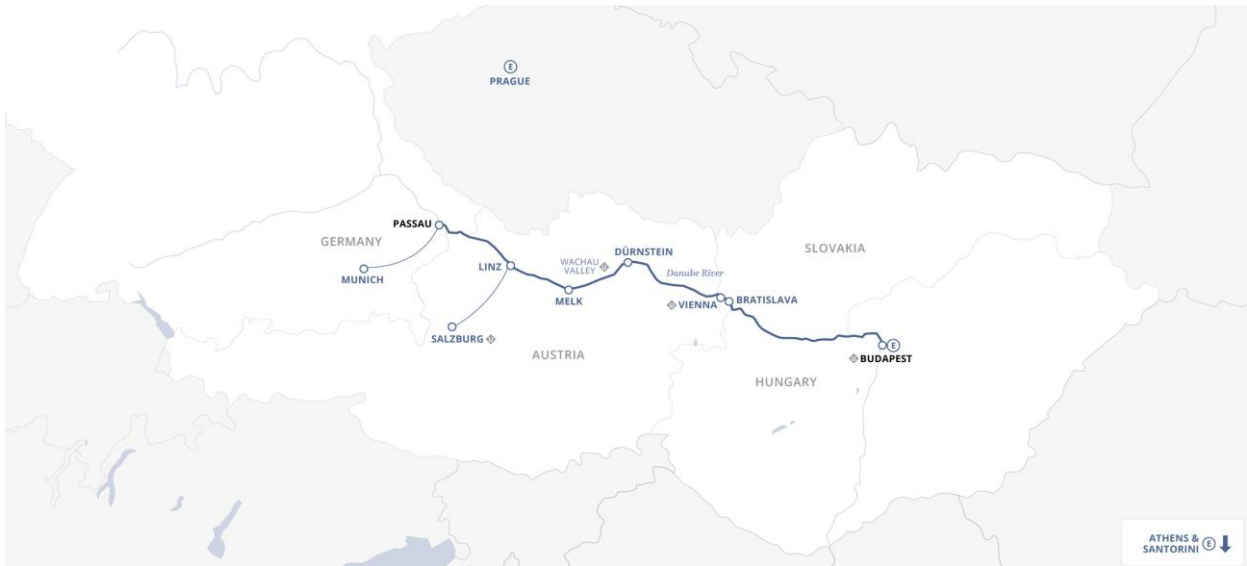 E
PRAGUE
PASSAU
GERMANY
MUNICH
LINZ
SALZBURG
WACHAU
VALLEY
DÜRNSTEIN
MELK
Danube River
VIENNA
BRATISLAVA
SLOVAKIA
AUSTRIA
E
BUDAPEST
HUNGARY
ATHENS &
SANTORINI E